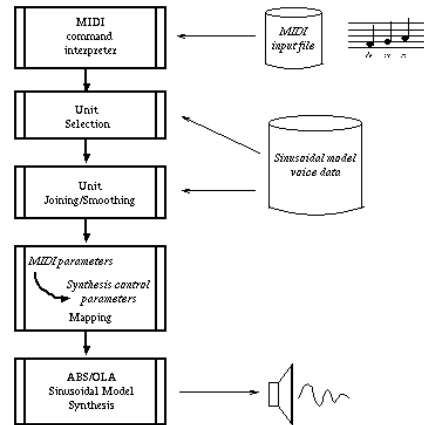 MIDI
command
interpreter
MIDI
input file
Unit
Selection
Sinusoidal model
voice data
Unit
Joining/Smoothing
MIDI parameters
Synthesis control
parameters
Mapping
ABS/OLA
Sinusoidal Model
Synthesis